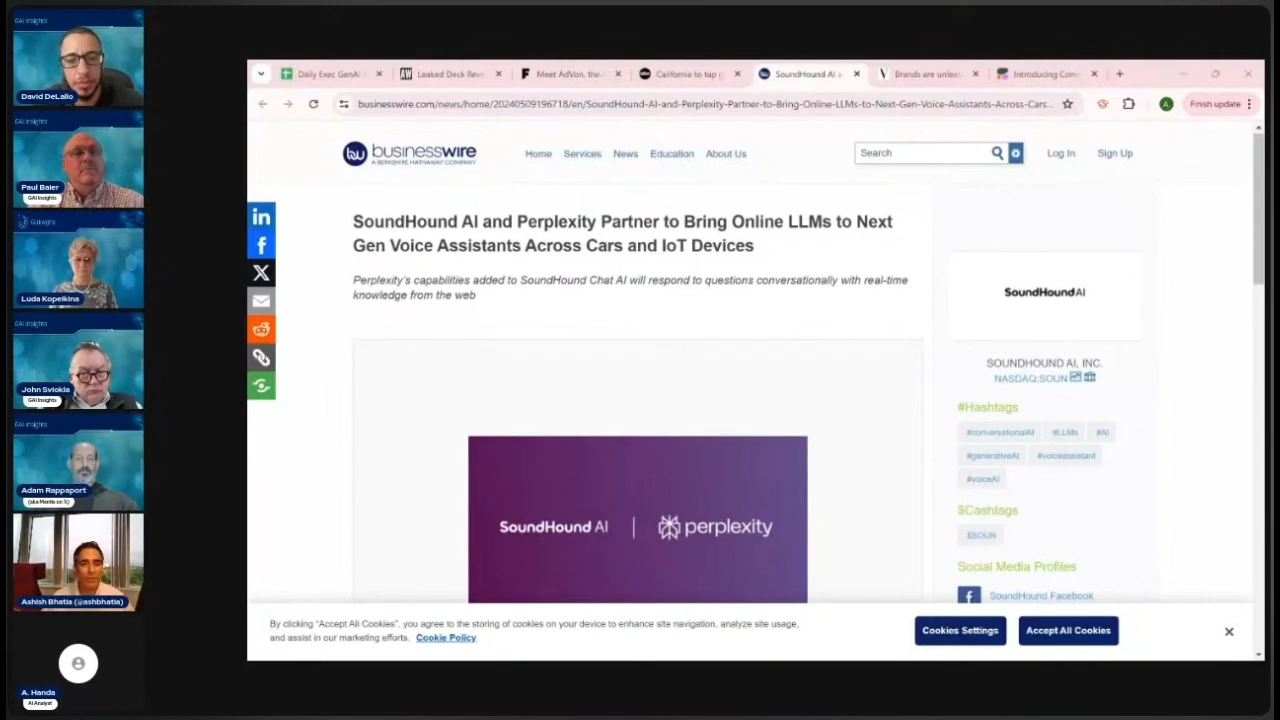 GAI Insights
David DeLallo
GAI Insights
Paul Baier
GAI Insights
GAI Insights
Luda Kopeikina
GAI Insights
John Sviokla
GAI Insights
GAI Insights
Adam Rappaport
(aka Mentis on X)
Ashish Bhatia (@ashbhatia)
A. Handa
AI Analyst
Daily Exec GenAI
Leaked Deck Reve
Meet AdVon, the
California to tap g
SoundHound AI a
Brands are unleas
Introducing Com
businesswire.com/news/home/20240509196718/en/SoundHound-AI-and-Perplexity-Partner-to-Bring-Online-LLMs-to-Next-Gen-Voice-Assistants-Across-Cars...
A
Finish update
bw businesswire
A BERKSHIRE HATHAWAY COMPANY
Home Services News Education About Us
Search
Log In Sign Up
SoundHound AI and Perplexity Partner to Bring Online LLMs to Next
Gen Voice Assistants Across Cars and IoT Devices
Perplexity's capabilities added to SoundHound Chat AI will respond to questions conversationally with real-time
knowledge from the web
SoundHound AI | perplexity
SoundHound AI
SOUNDHOUND AI, INC.
NASDAQ:SOUN
#Hashtags
#conversationalAI #LLMs #AI
#generativeAI #voiceassistant
#voiceAI
$Cashtags
$SOUN
Social Media Profiles
SoundHound Facebook
By clicking "Accept All Cookies", you agree to the storing of cookies on your device to enhance site navigation, analyze site usage,
and assist in our marketing efforts. Cookie Policy
Cookies Settings
Accept All Cookies